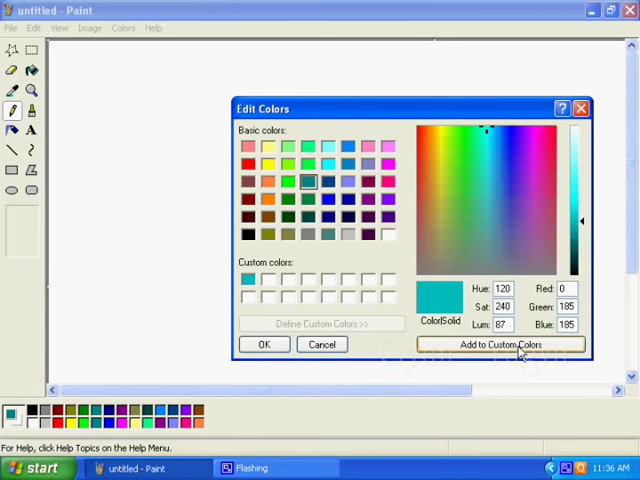 untitled - Paint
File Edit View Image Colors Help
Edit Colors
Basic colors:
Custom colors:
Define Custom Colors >>
OK Cancel
Hue: 120 Red: 0
Sat: 240 Green: 185
Color|Solid Lum: 87 Blue: 185
Add to Custom Colors
For Help, click Help Topics on the Help Menu.
start untitled - Paint Flashing 11:36 AM